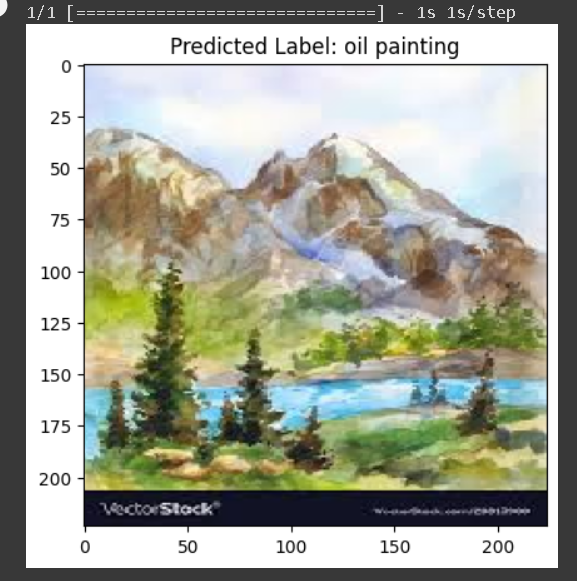 1/1 [==============================] - 1s 1s/step
Predicted Label: oil painting
0
25
50
75
100
125
150
175
200
VectorStock®
0 50 100 150 200